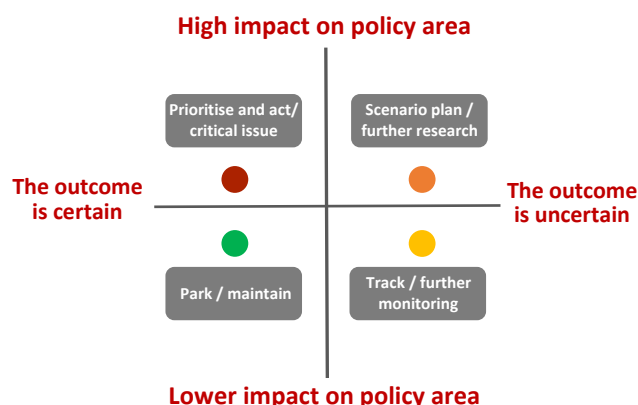 High impact on policy area
Prioritise and act/
critical issue
Scenario plan /
further research
The outcome
is certain
The outcome
is uncertain
Park / maintain
Track / further
monitoring
Lower impact on policy area